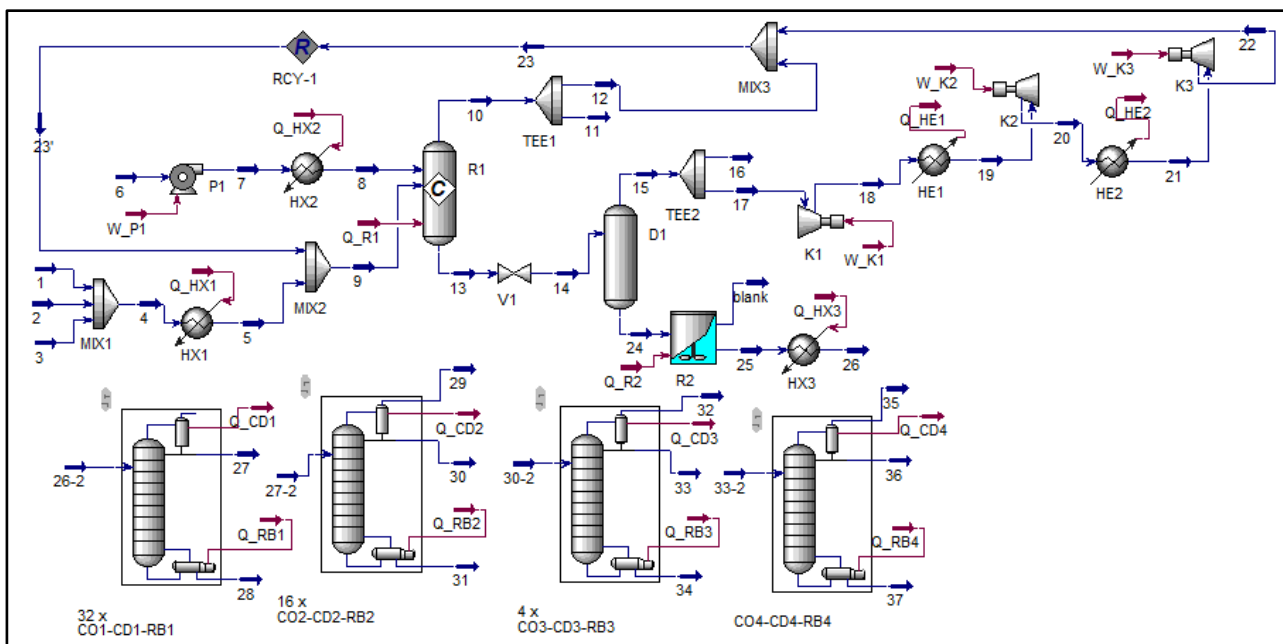 22
R
23
RCY-1
MIX3
W_K3
K3
W_K2
K2
Q_HE2
Q_HE1
20
10
12
11
TEE1
Q_HX2
23'
6
7
P1
HX2
8
R1
C
W_P1
Q_R1
15
16
17
TEE2
18
HE1
19
HE2
21
D1
K1
W_K1
1
2
3
MIX1
4
Q_HX1
HX1
5
MIX2
9
13
V1
14
blank
Q_HX3
24
Q_R2
R2
25
HX3
26
Q_CD1
26-2
27
Q_RB1
28
32 x
CO1-CD1-RB1
29
Q_CD2
27-2
30
Q_RB2
31
16 x
CO2-CD2-RB2
32
Q_CD3
30-2
33
Q_RB3
34
4 x
CO3-CD3-RB3
35
Q_CD4
33-2
36
Q_RB4
37
CO4-CD4-RB4